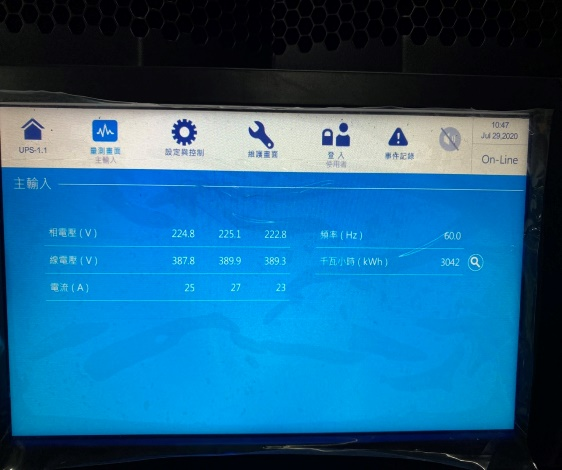 10:47
Jul 29,2020
On-Line
UPS-1.1
量測畫面
主輸入
設定與控制
維護畫面
登入
使用者
事件記錄
主輸入
相電壓 ( V ) 224.8 225.1 222.8 頻率 ( Hz ) 60.0
線電壓 ( V ) 387.8 389.9 389.3 千瓦小時 ( kWh ) 3042
電流 ( A ) 25 27 23